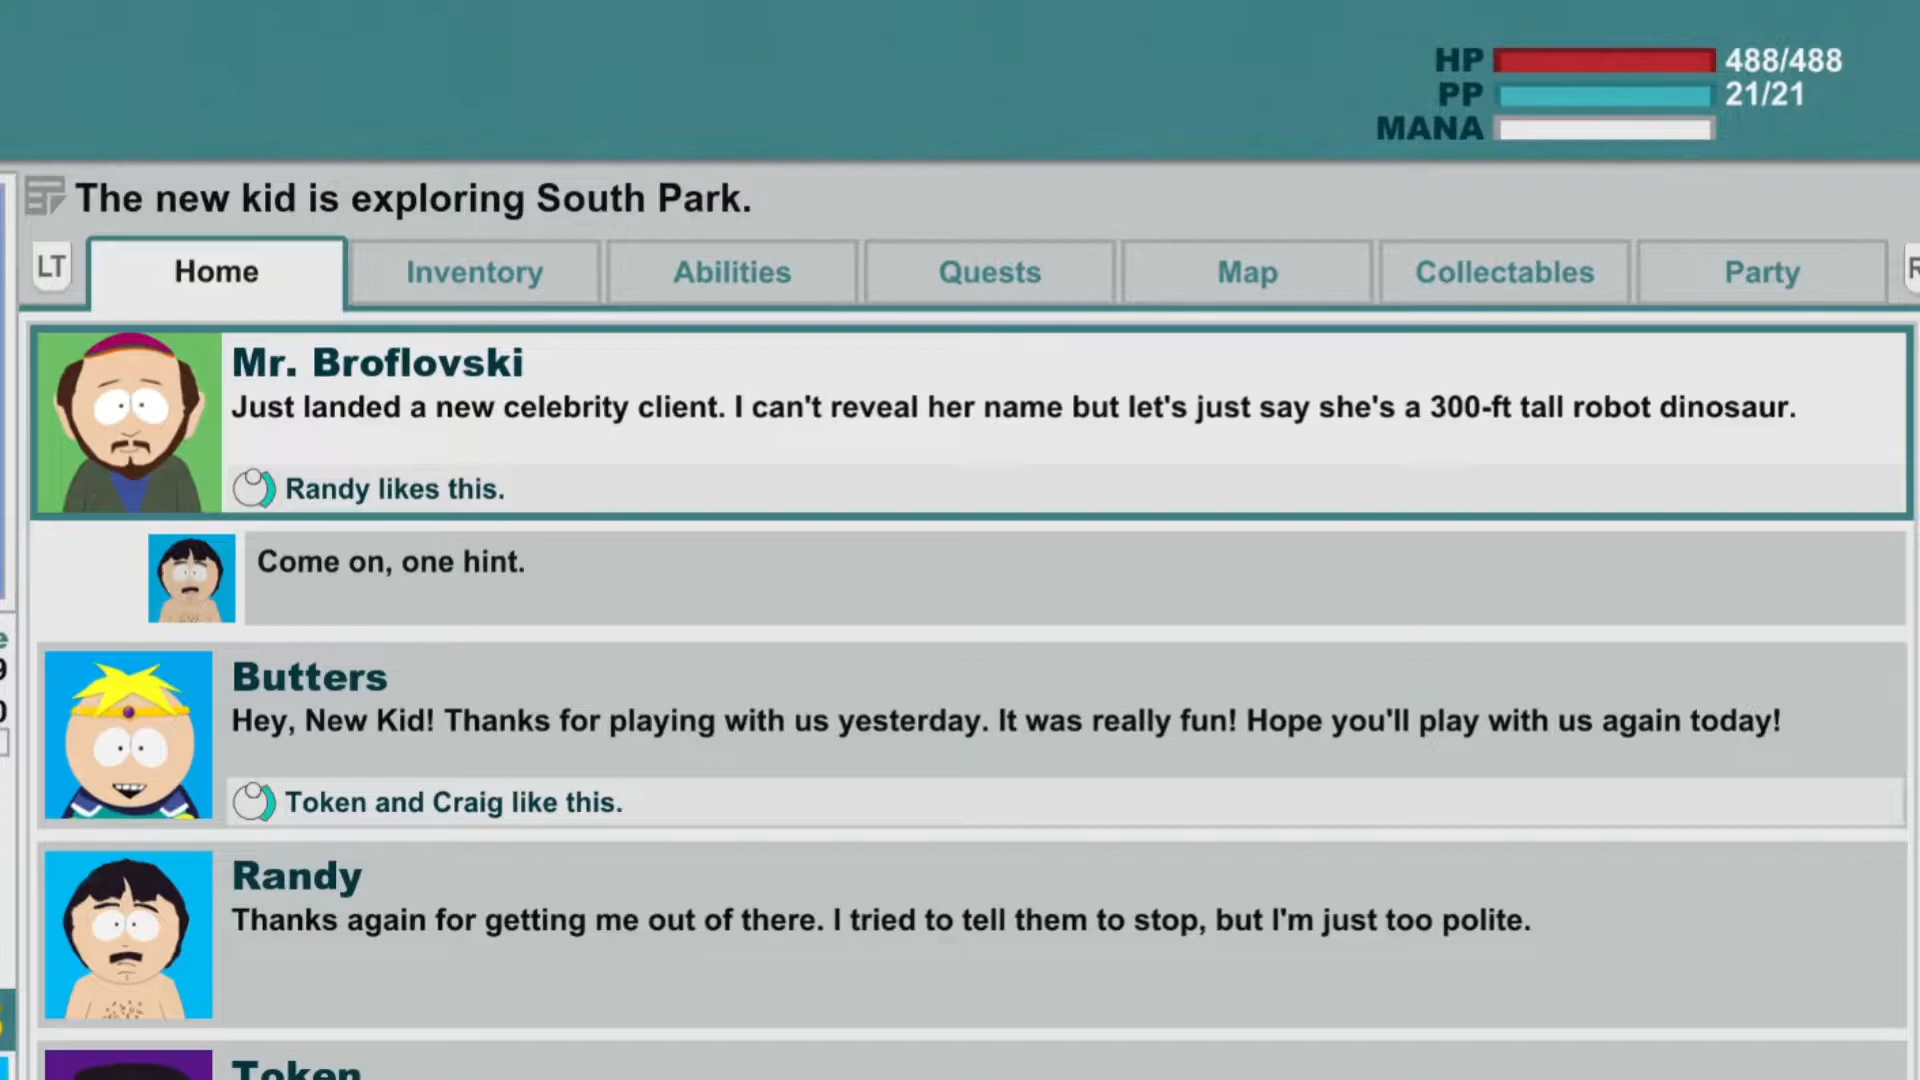 HP 488/488
PP 21/21
MANA
The new kid is exploring South Park.
LT Home Inventory Abilities Quests Map Collectables Party
Mr. Broflovski
Just landed a new celebrity client. I can't reveal her name but let's just say she's a 300-ft tall robot dinosaur.
Randy likes this.
Come on, one hint.
Butters
Hey, New Kid! Thanks for playing with us yesterday. It was really fun! Hope you'll play with us again today!
Token and Craig like this.
Randy
Thanks again for getting me out of there. I tried to tell them to stop, but I'm just too polite.
Token